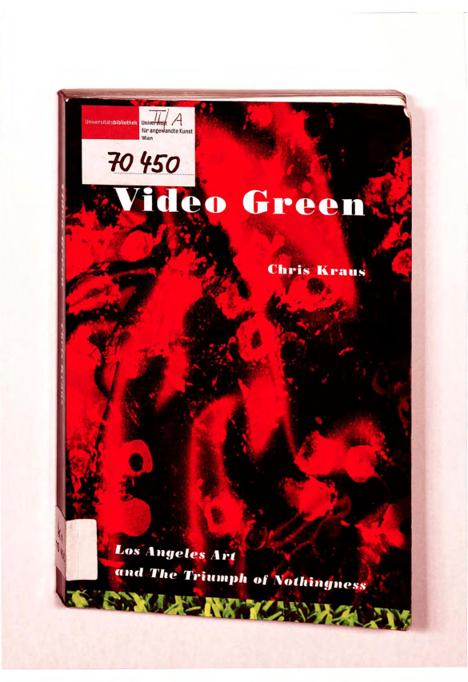 Universitätsbibliothek
Universität
für angewandte Kunst
Wien
II/A
70 450
Video Green
Chris Kraus
Los Angeles Art
and The Triumph of Nothingness